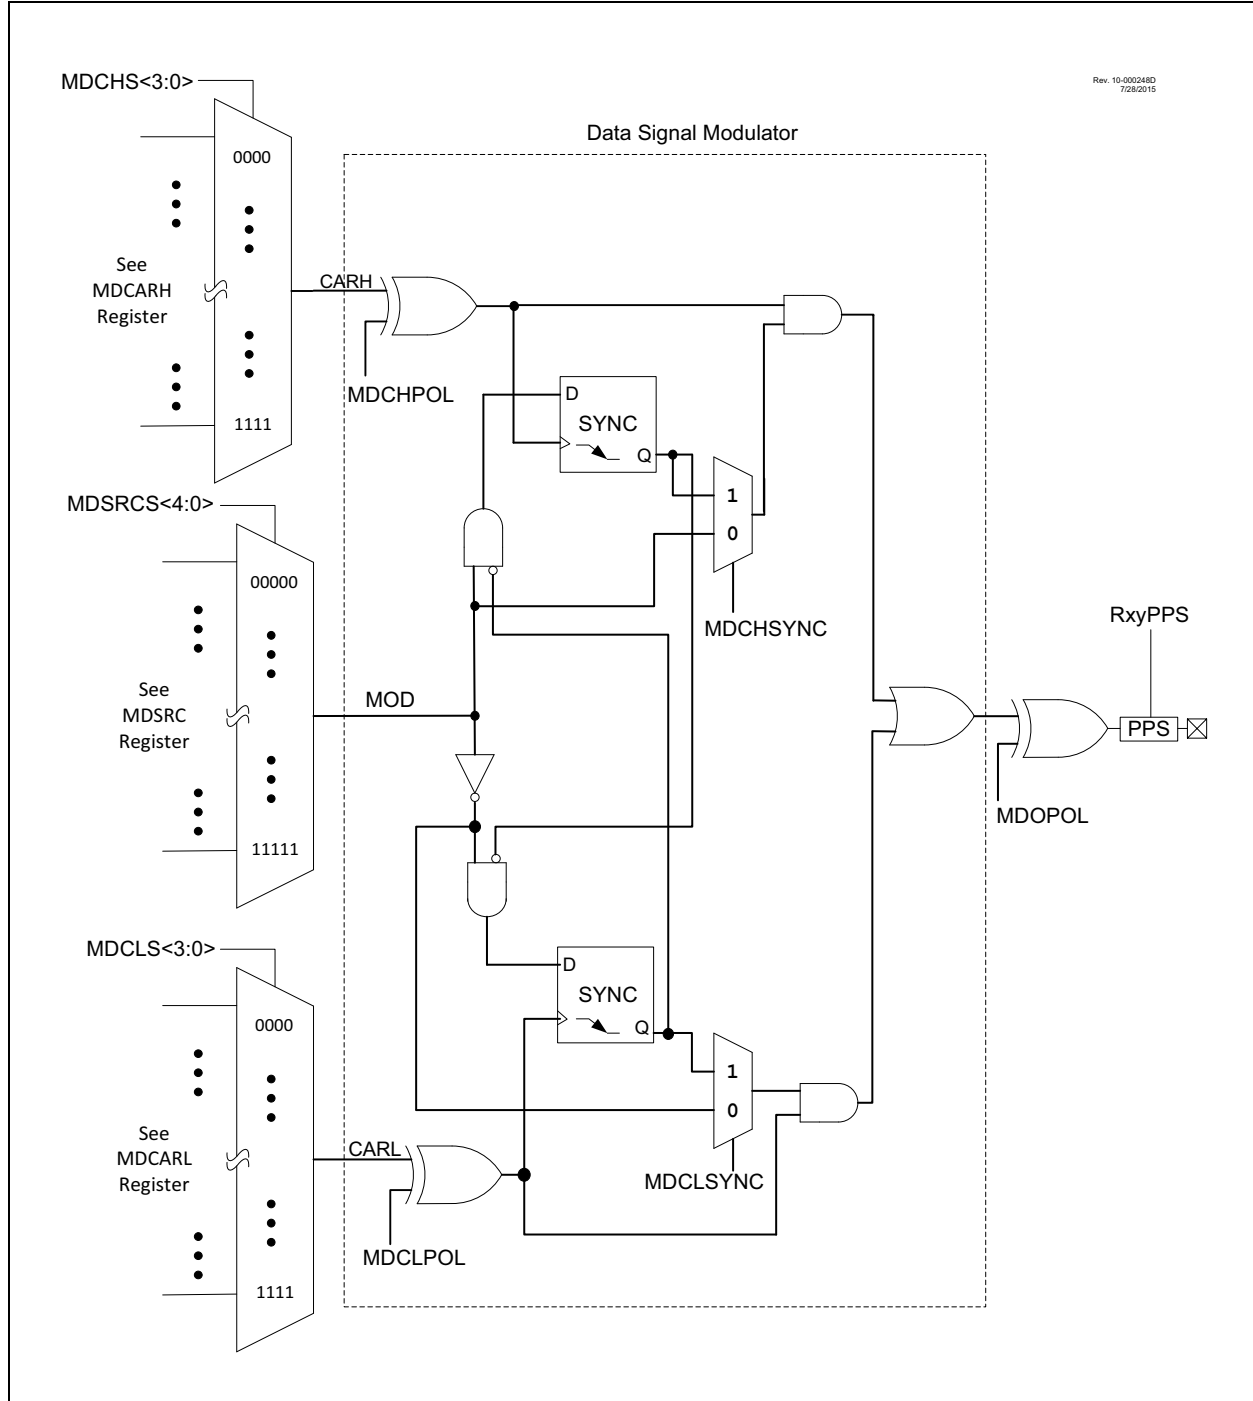 MDCHS<3:0>
Rev. 10-000248D
7/28/2015
Data Signal Modulator
0000
See
MDCARH
Register
CARH
MDCHPOL
D
SYNC
Q
1111
1
0
MDSRCS<4:0>
00000
MDCHSYNC
RxyPPS
See
MDSRC
Register
MOD
PPS
MDOPOL
11111
MDCLS<3:0>
D
SYNC
Q
0000
1
0
See
MDCARL
Register
CARL
MDCLSYNC
MDCLPOL
1111